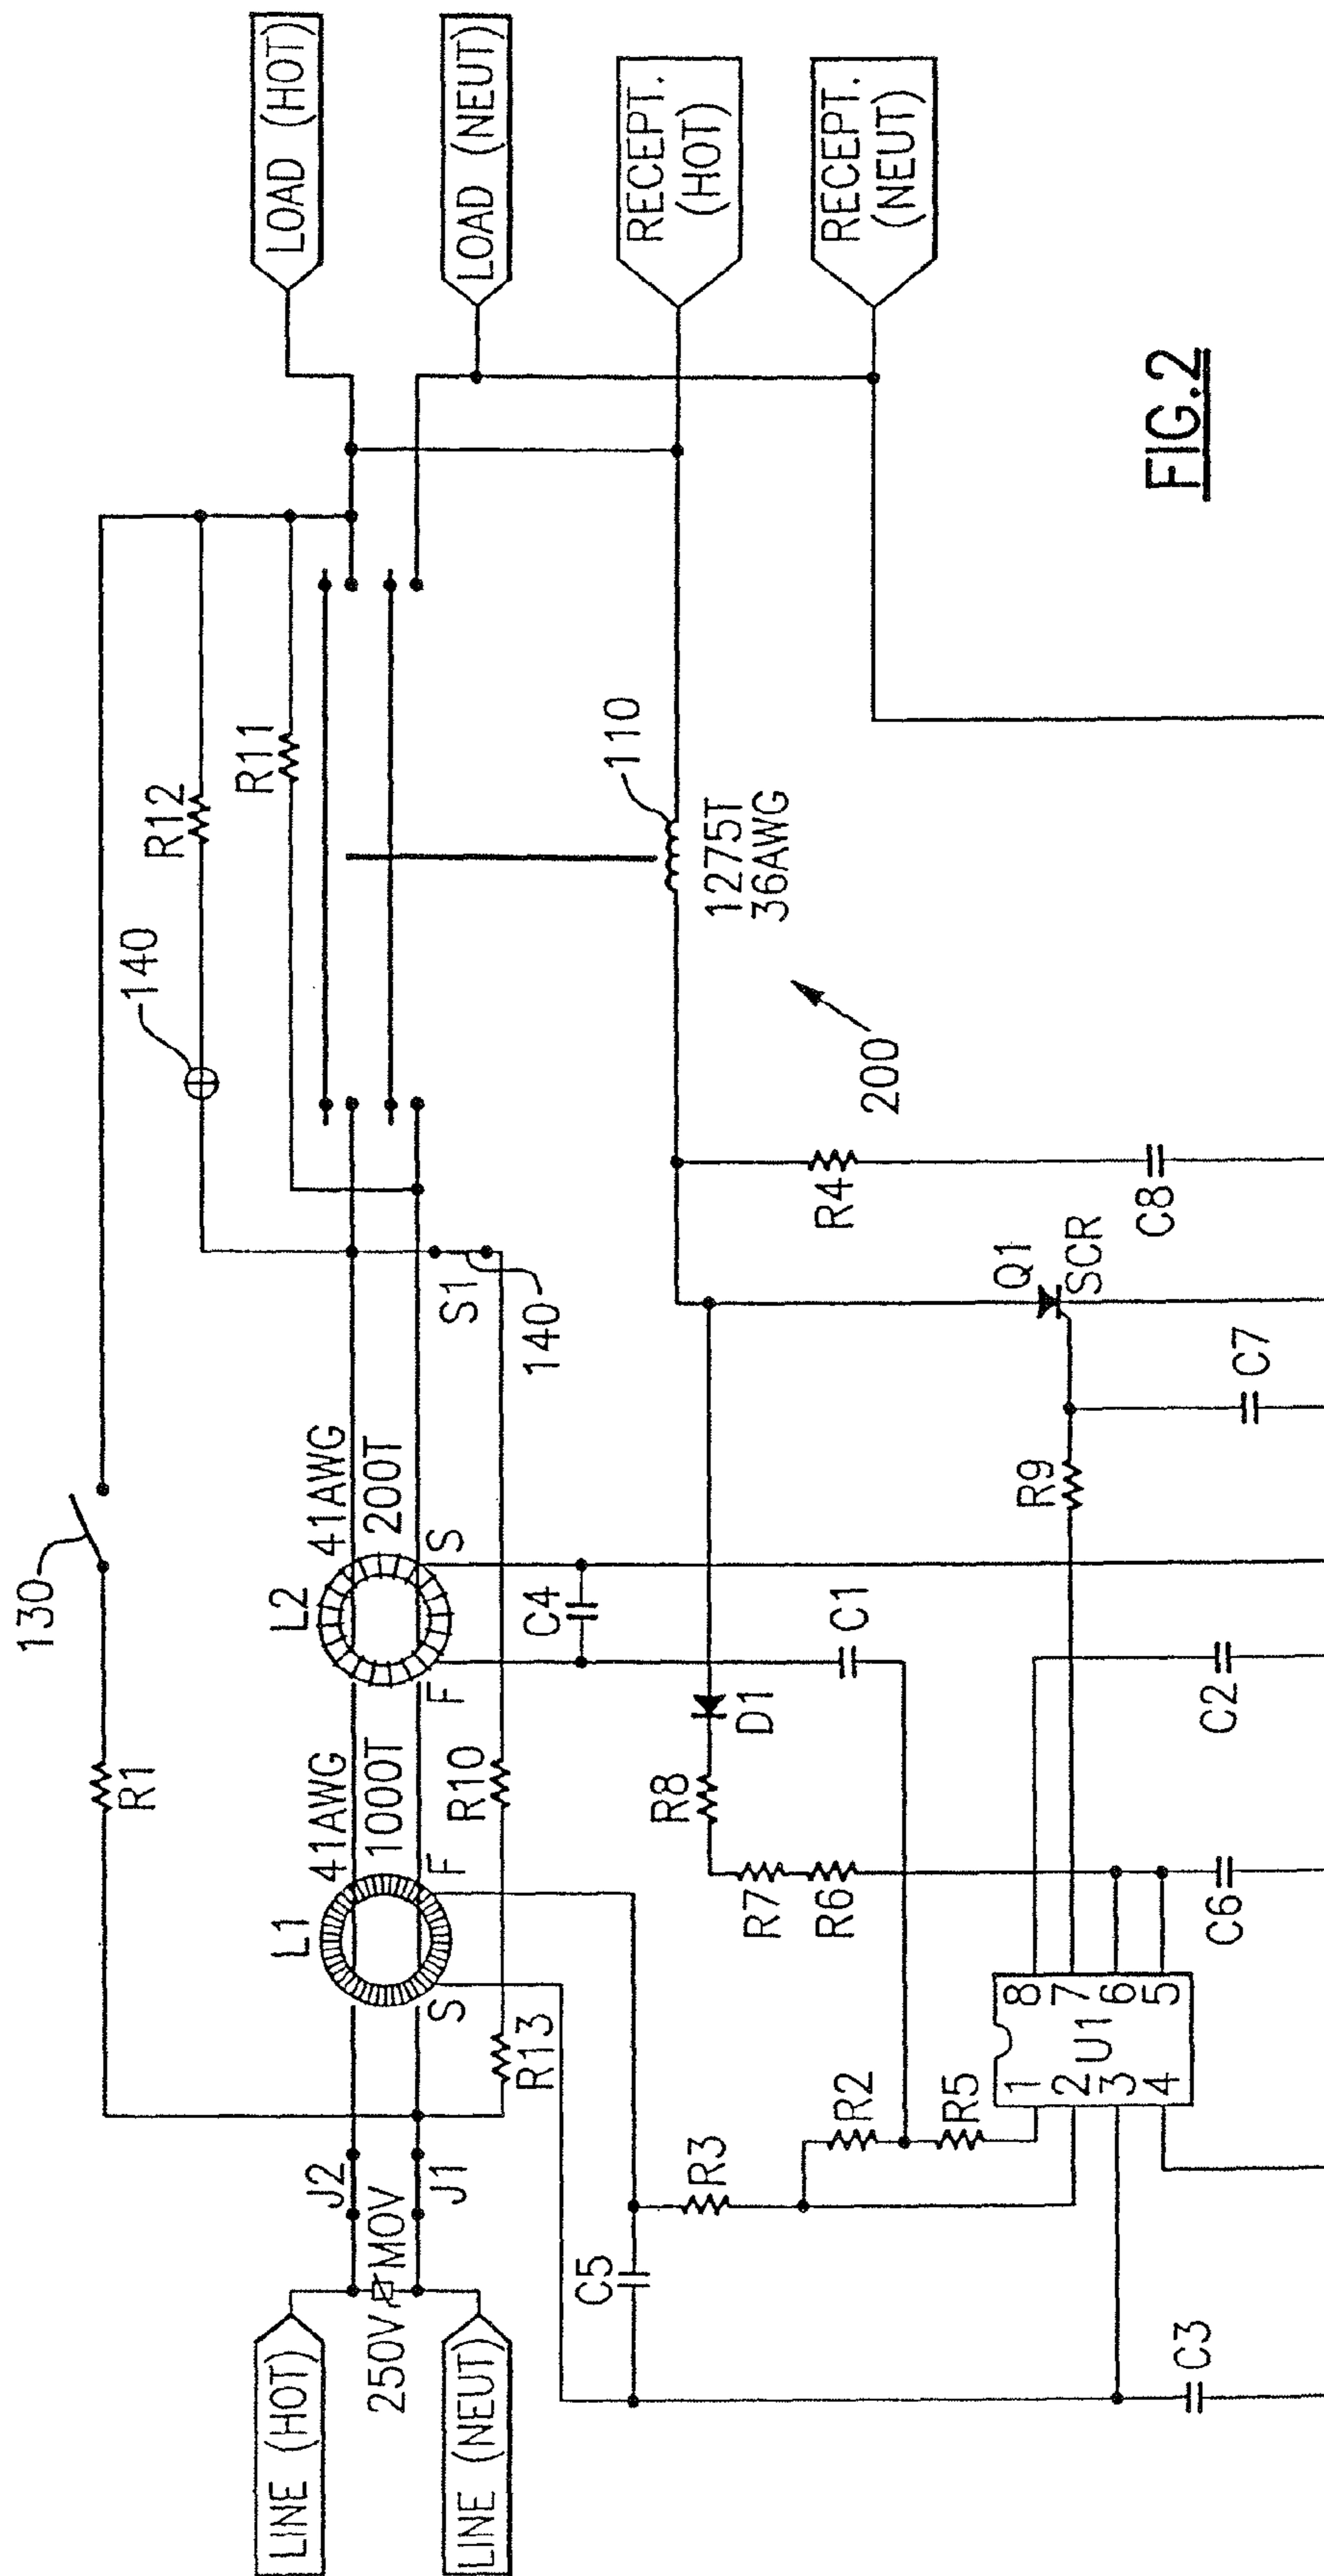 130
R1
140
R12
R11
LINE (HOT)
250V
MOV
LINE (NEUT)
J2
J1
L1
41AWG
1000T
S
F
L2
41AWG
200T
F
S
LOAD (HOT)
LOAD (NEUT)
R13
R10
S1
140
C4
C5
R3
R2
R5
C1
R8
D1
R7
R6
1275T
36AWG
110
200
RECEPT.
(HOT)
RECEPT.
(NEUT)
R4
C8
Q1
SCR
R9
C7
U1
1
2
3
4
8
7
6
5
C3
C6
C2
FIG.2